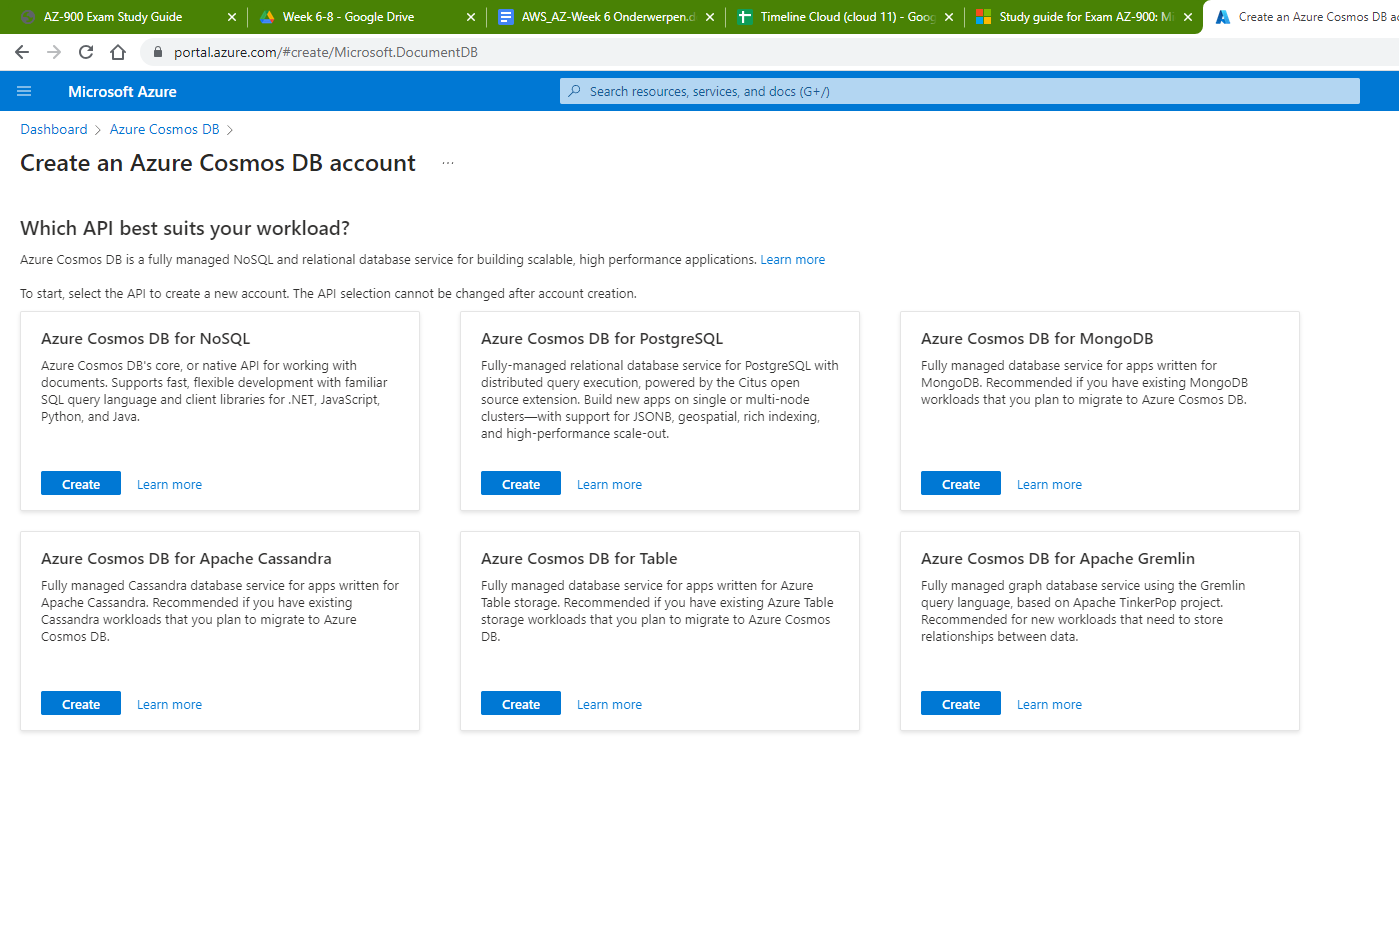 AZ-900 Exam Study Guide
Week 6-8 - Google Drive
AWS_AZ-Week 6 Onderwerpen.d
Timeline Cloud (cloud 11) - Goog
Study guide for Exam AZ-900: Mi
Create an Azure Cosmos DB ac
portal.azure.com/#create/Microsoft.DocumentDB
Microsoft Azure
Search resources, services, and docs (G+/)
Dashboard > Azure Cosmos DB >
Create an Azure Cosmos DB account ...
Which API best suits your workload?
Azure Cosmos DB is a fully managed NoSQL and relational database service for building scalable, high performance applications. Learn more
To start, select the API to create a new account. The API selection cannot be changed after account creation.
Azure Cosmos DB for NoSQL
Azure Cosmos DB's core, or native API for working with
documents. Supports fast, flexible development with familiar
SQL query language and client libraries for .NET, JavaScript,
Python, and Java.
Create Learn more
Azure Cosmos DB for PostgreSQL
Fully-managed relational database service for PostgreSQL with
distributed query execution, powered by the Citus open
source extension. Build new apps on single or multi-node
clusters—with support for JSONB, geospatial, rich indexing,
and high-performance scale-out.
Create Learn more
Azure Cosmos DB for MongoDB
Fully managed database service for apps written for
MongoDB. Recommended if you have existing MongoDB
workloads that you plan to migrate to Azure Cosmos DB.
Create Learn more
Azure Cosmos DB for Apache Cassandra
Fully managed Cassandra database service for apps written for
Apache Cassandra. Recommended if you have existing
Cassandra workloads that you plan to migrate to Azure
Cosmos DB.
Create Learn more
Azure Cosmos DB for Table
Fully managed database service for apps written for Azure
Table storage. Recommended if you have existing Azure Table
storage workloads that you plan to migrate to Azure Cosmos
DB.
Create Learn more
Azure Cosmos DB for Apache Gremlin
Fully managed graph database service using the Gremlin
query language, based on Apache TinkerPop project.
Recommended for new workloads that need to store
relationships between data.
Create Learn more